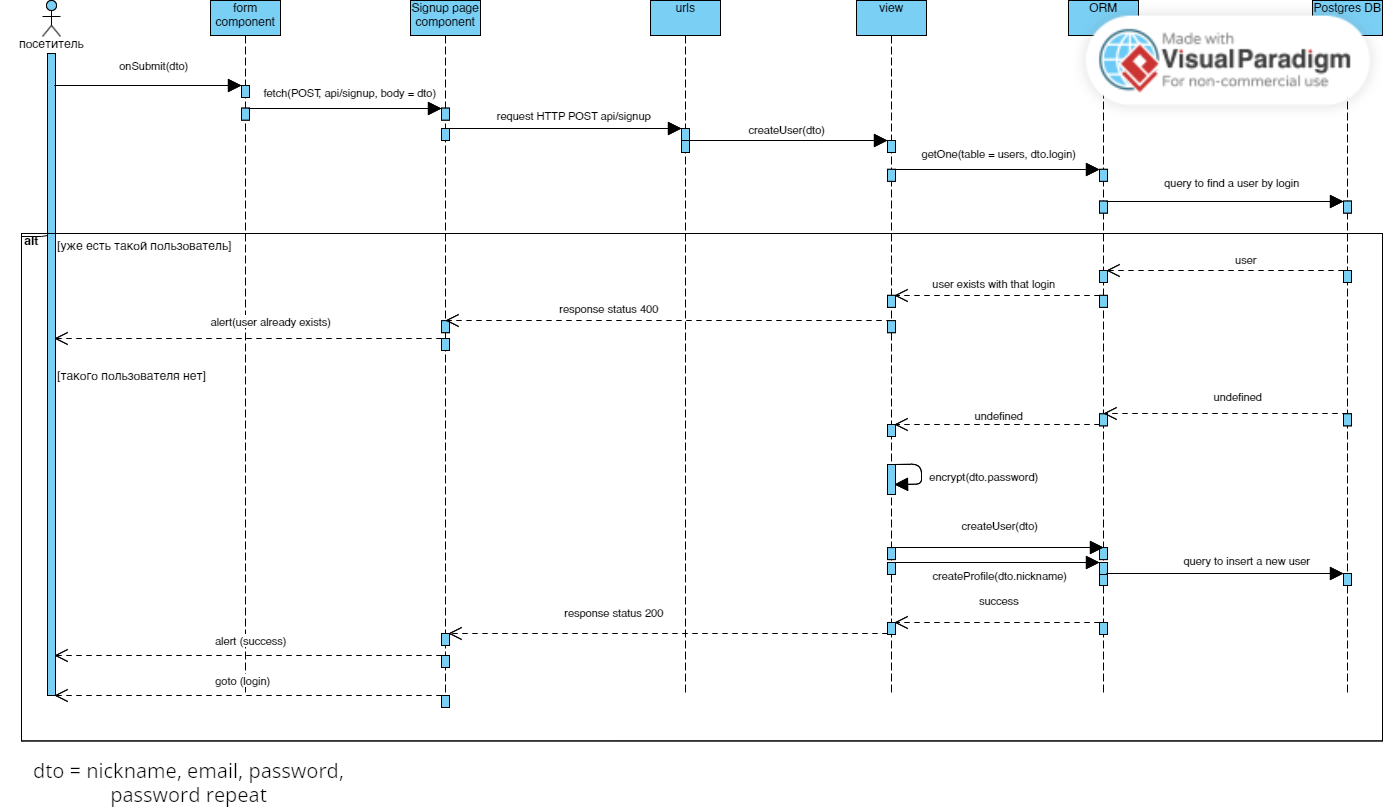 form
component
Signup page
component
urls
view
ORM
Postgres DB
посетитель
Made with
Visual Paradigm
For non-commercial use
onSubmit(dto)
fetch(POST, api/signup, body = dto)
request HTTP POST api/signup
createUser(dto)
getOne(table = users, dto.login)
query to find a user by login
alt
[уже есть такой пользователь]
user
user exists with that login
response status 400
alert(user already exists)
[такого пользователя нет]
undefined
undefined
encrypt(dto.password)
createUser(dto)
query to insert a new user
createProfile(dto.nickname)
success
response status 200
alert (success)
goto (login)
dto = nickname, email, password,
password repeat